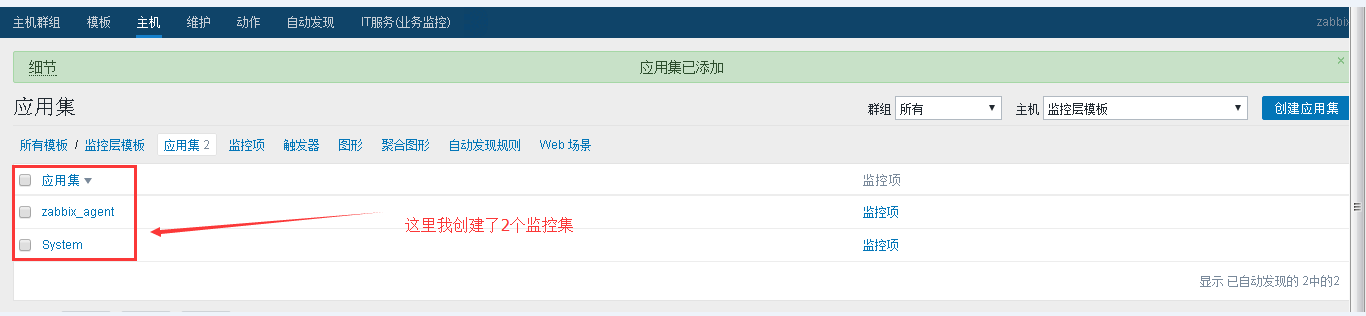 主机群组 模板 主机 维护 动作 自动发现 IT服务(业务监控) zabbix
细节 应用集已添加 ×
应用集 群组 所有 主机 监控层模板 创建应用集
所有模板 / 监控层模板 应用集 2 监控项 触发器 图形 聚合图形 自动发现规则 Web 场景
应用集 监控项
zabbix_agent 监控项
这里我创建了2个监控集
System 监控项
显示 已自动发现的 2中的2